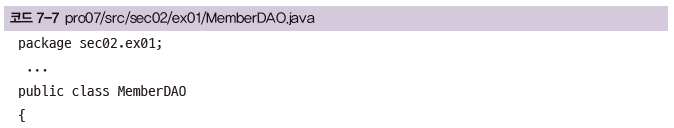 코드 7-7 pro07/src/sec02/ex01/MemberDAO.java
package sec02.ex01;
...
public class MemberDAO
{